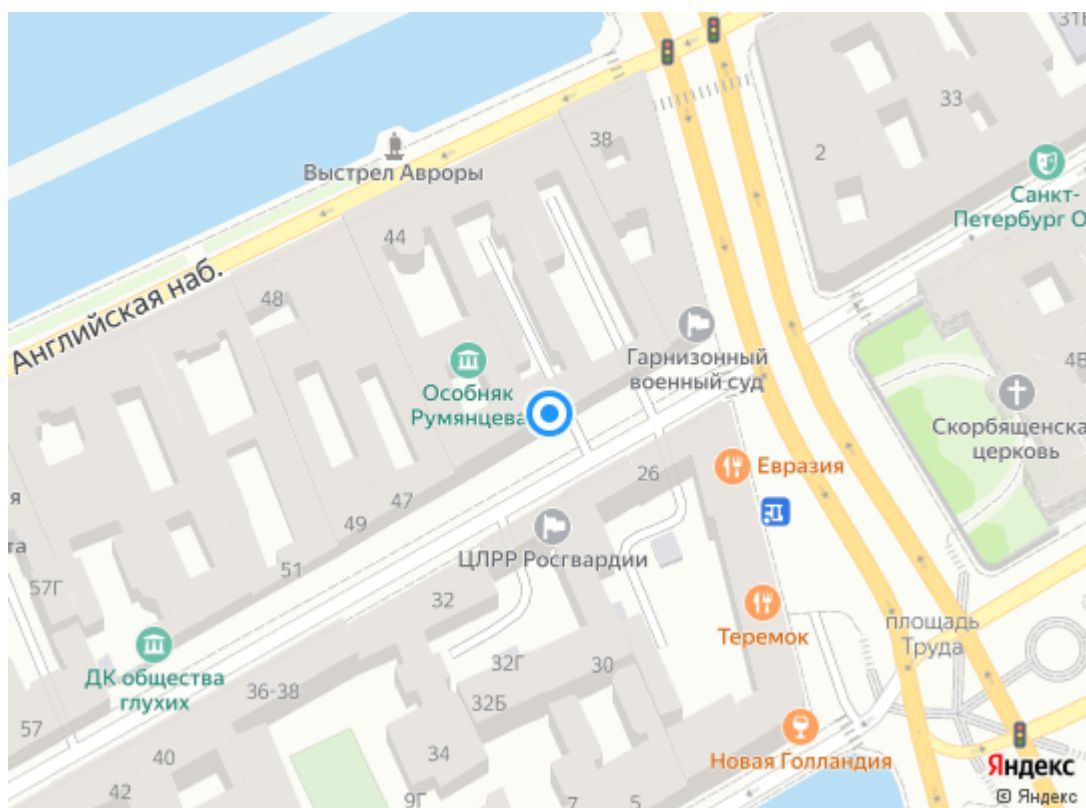 31Е
33
38
2
Выстрел Авроры
Санкт-
Петербург О
44
Английская наб.
48
Гарнизонный
военный суд
4В
Особняк
Румянцева
Скорбященска
церковь
Евразия
26
47
я
49
та
ЦЛРР Росгвардии
51
57Г
32
Теремок
площадь
Труда
32Г
30
ДК общества
глухих
36-38
32Б
57
40
34
Новая Голландия
42
9Г
7
5
Яндекс
© Яндекс